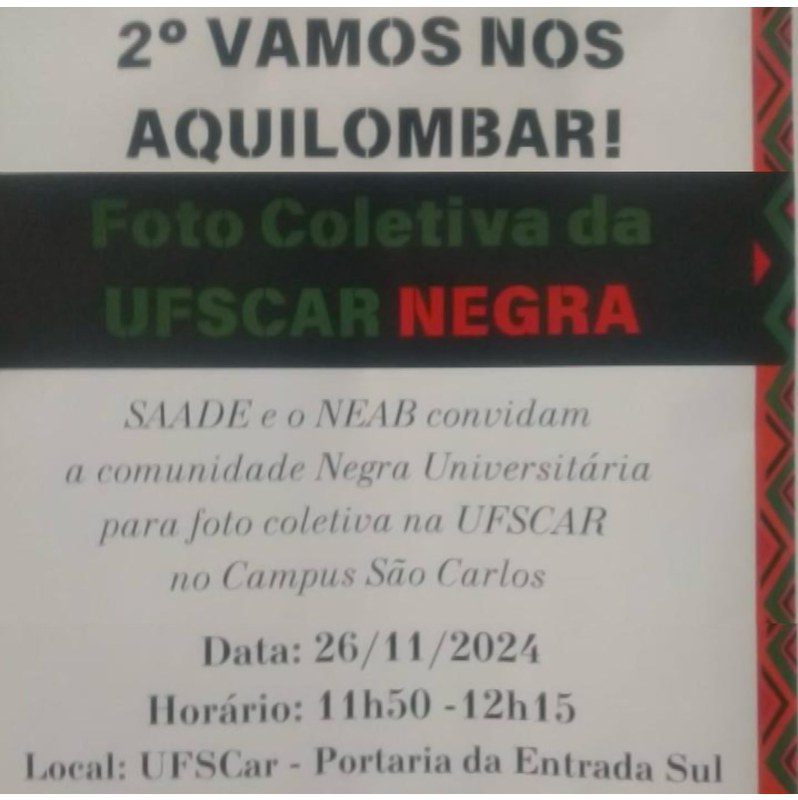 2º VAMOS NOS
AQUILOMBAR!
Foto Coletiva da
UFSCAR NEGRA
SAADE e o NEAB convidam
a comunidade Negra Universitária
para foto coletiva na UFSCAR
no Campus São Carlos
Data: 26/11/2024
Horário: 11h50 -12h15
Local: UFSCar - Portaria da Entrada Sul